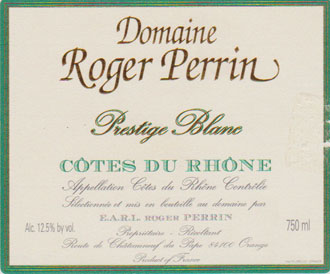 Domaine
Roger Perrin
Prestige Blanc
CÔTES DU RHÔNE
Appellation Côtes du Rhône Contrôlée
Sélectionnée et mis en bouteille au domaine par
Alc. 12.5% by vol.
E.A.R.L. ROGER PERRIN
750 ml
Propriétaire - Récoltant
Route de Châteauneuf du Pape 84100 Orange
Product of France